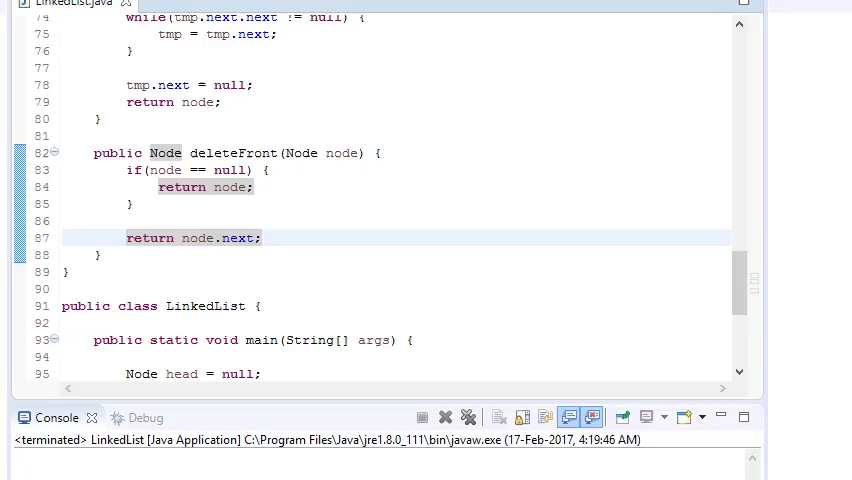 LinkedList.java
74 while(tmp.next.next != null) {
75 tmp = tmp.next;
76 }
77
78 tmp.next = null;
79 return node;
80 }
81
82 public Node deleteFront(Node node) {
83 if(node == null) {
84 return node;
85 }
86
87 return node.next;
88 }
89 }
90
91 public class LinkedList {
92
93 public static void main(String[] args) {
94
95 Node head = null;
Console Debug
<terminated> LinkedList [Java Application] C:\Program Files\Java\jre1.8.0_111\bin\javaw.exe (17-Feb-2017, 4:19:46 AM)